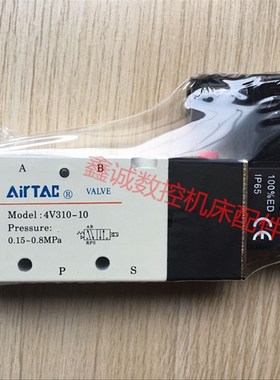 A B
AirTAC ® VALVE
Model:4V310-10
Pressure:
0.15-0.8MPa
P S
100%ED
IP65
CE
鑫诚数控机床配件